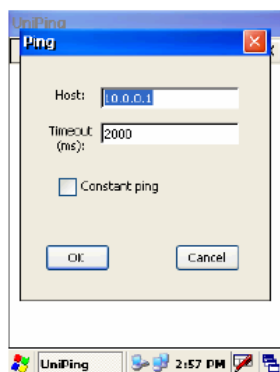 UniPing
Ping
Host: 10.0.0.1
Timeout (ms): 2000
Constant ping
OK Cancel
UniPing 2:57 PM